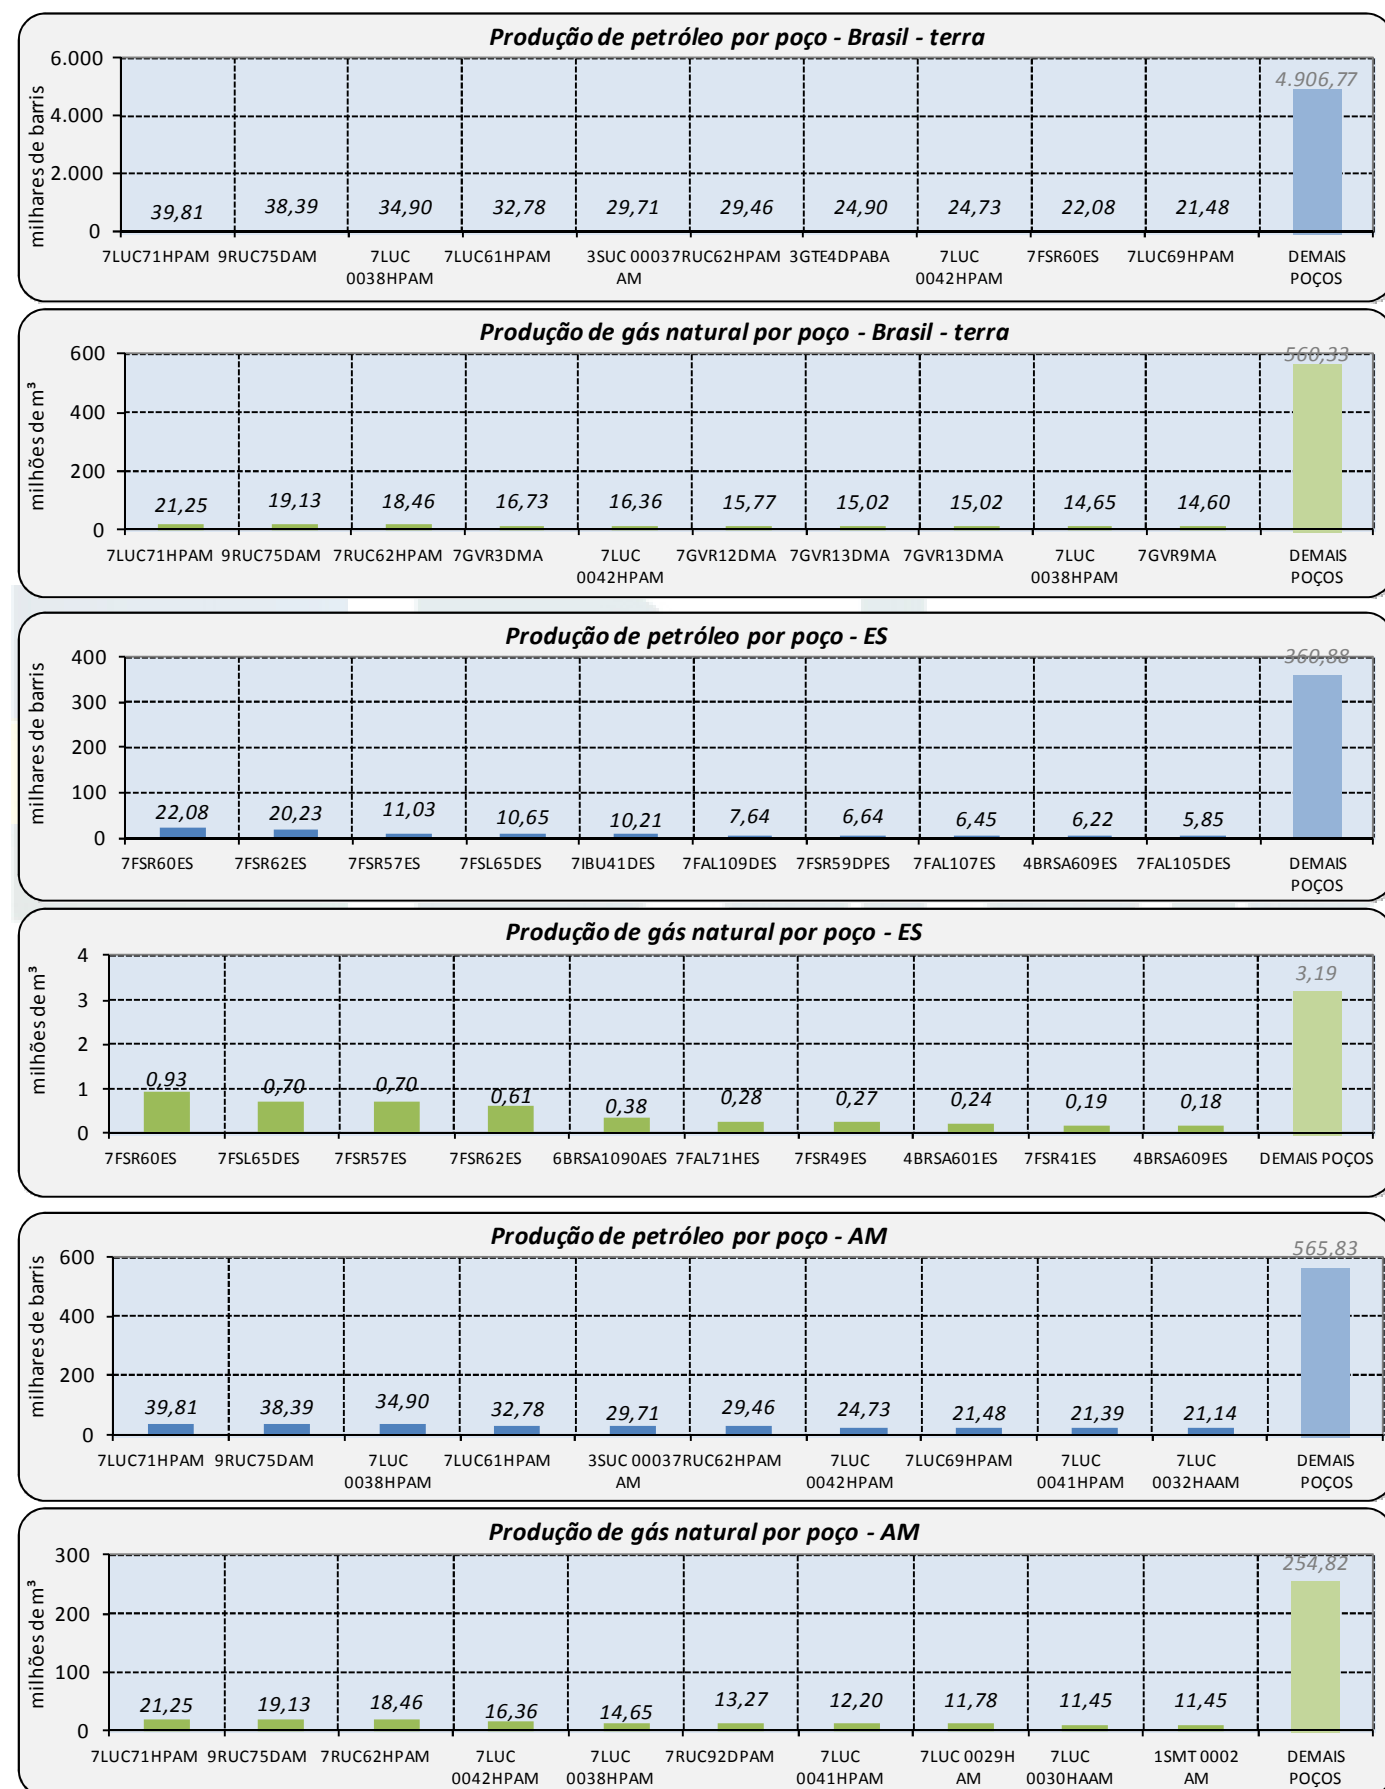 Produção de petróleo por poço - Brasil - terra
milhares de barris
6.000
4.000
2.000
0
39,81 38,39 34,90 32,78 29,71 29,46 24,90 24,73 22,08 21,48 4.906,77
7LUC71HPAM 9RUC75DAM 7LUC 0038HPAM 7LUC61HPAM 3SUC 0003 AM 7RUC62HPAM 3GTE4DPABA 7LUC 0042HPAM 7FSR60ES 7LUC69HPAM DEMAIS POÇOS
Produção de gás natural por poço - Brasil - terra
milhões de m³
600
400
200
0
21,25 19,13 18,46 16,73 16,36 15,77 15,02 15,02 14,65 14,60 560,33
7LUC71HPAM 9RUC75DAM 7RUC62HPAM 7GVR3DMA 7LUC 0042HPAM 7GVR12DMA 7GVR13DMA 7GVR13DMA 7LUC 0038HPAM 7GVR9MA DEMAIS POÇOS
Produção de petróleo por poço - ES
milhares de barris
400
300
200
100
0
22,08 20,23 11,03 10,65 10,21 7,64 6,64 6,45 6,22 5,85 360,88
7FSR60ES 7FSR62ES 7FSR57ES 7FSL65DES 7IBU41DES 7FAL109DES 7FSR59DPES 7FAL107ES 4BRSA609ES 7FAL105DES DEMAIS POÇOS
Produção de gás natural por poço - ES
milhões de m³
4
3
2
1
0
0,93 0,70 0,70 0,61 0,38 0,28 0,27 0,24 0,19 0,18 3,19
7FSR60ES 7FSL65DES 7FSR57ES 7FSR62ES 6BRSA1090AES 7FAL71HES 7FSR49ES 4BRSA601ES 7FSR41ES 4BRSA609ES DEMAIS POÇOS
Produção de petróleo por poço - AM
milhares de barris
600
400
200
0
39,81 38,39 34,90 32,78 29,71 29,46 24,73 21,48 21,39 21,14 565,83
7LUC71HPAM 9RUC75DAM 7LUC 0038HPAM 7LUC61HPAM 3SUC 0003 AM 7RUC62HPAM 7LUC 0042HPAM 7LUC69HPAM 7LUC 0041HPAM 7LUC 0032HAAM DEMAIS POÇOS
Produção de gás natural por poço - AM
milhões de m³
300
200
100
0
21,25 19,13 18,46 16,36 14,65 13,27 12,20 11,78 11,45 11,45 254,82
7LUC71HPAM 9RUC75DAM 7RUC62HPAM 7LUC 0042HPAM 7LUC 0038HPAM 7RUC92DPAM 7LUC 0041HPAM 7LUC 0029H AM 7LUC 0030HAAM 1SMT 0002 AM DEMAIS POÇOS